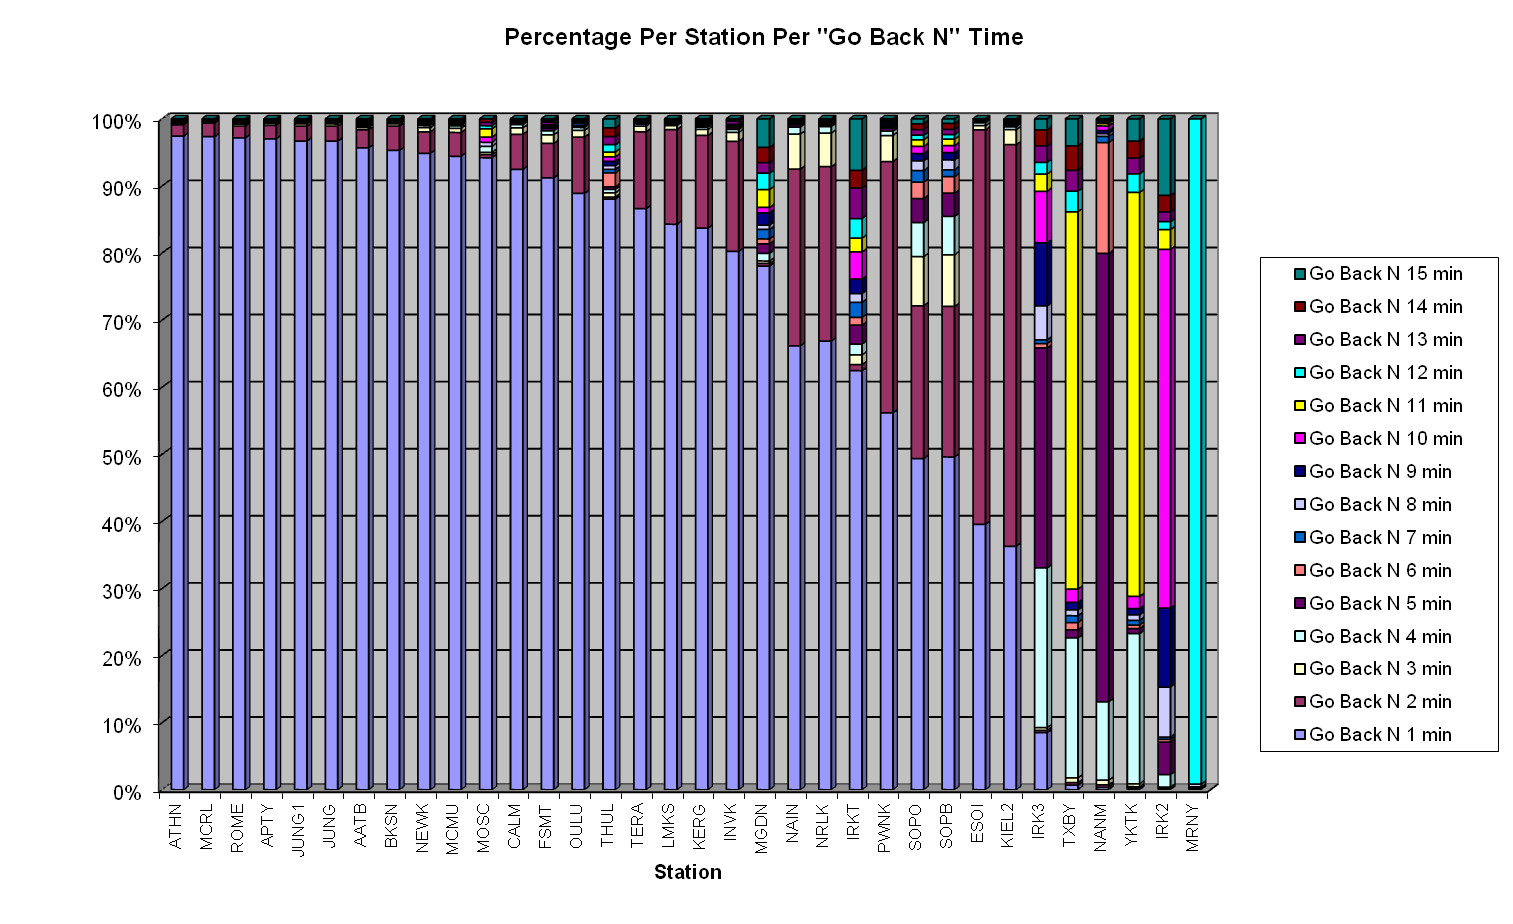 Percentage Per Station Per "Go Back N" Time
100%
90%
80%
70%
60%
50%
40%
30%
20%
10%
0%
ATHN
MCRL
ROME
APTY
JUNG1
JUNG
AATB
BKSN
NEWK
MCMU
MOSC
CALM
FSMT
OULU
THUL
TERA
LMKS
KERG
INVK
MGDN
NAIN
NRLK
IRKT
PWNK
SOPO
SOPB
ESOI
KIEL2
IRK3
TXBY
NANM
YKTK
IRK2
MRNY
Station
Go Back N 15 min
Go Back N 14 min
Go Back N 13 min
Go Back N 12 min
Go Back N 11 min
Go Back N 10 min
Go Back N 9 min
Go Back N 8 min
Go Back N 7 min
Go Back N 6 min
Go Back N 5 min
Go Back N 4 min
Go Back N 3 min
Go Back N 2 min
Go Back N 1 min